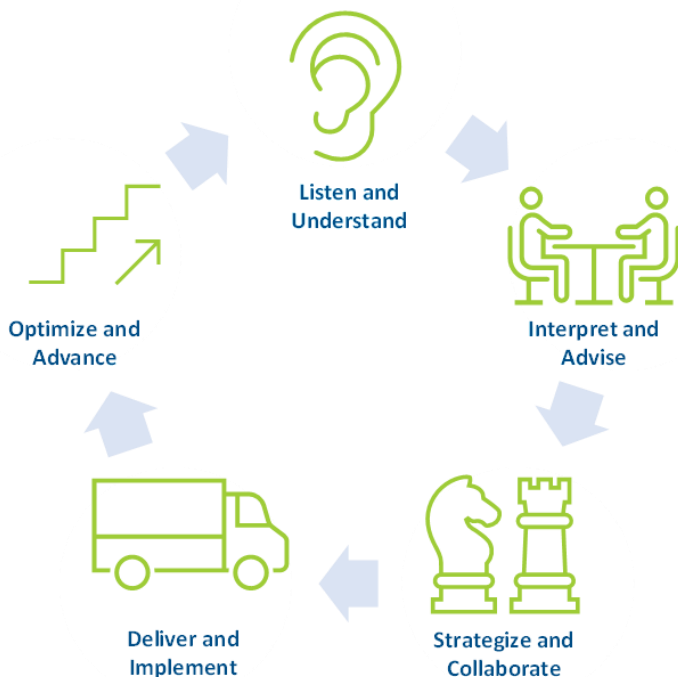 Listen and
Understand
Interpret and
Advise
Strategize and
Collaborate
Deliver and
Implement
Optimize and
Advance